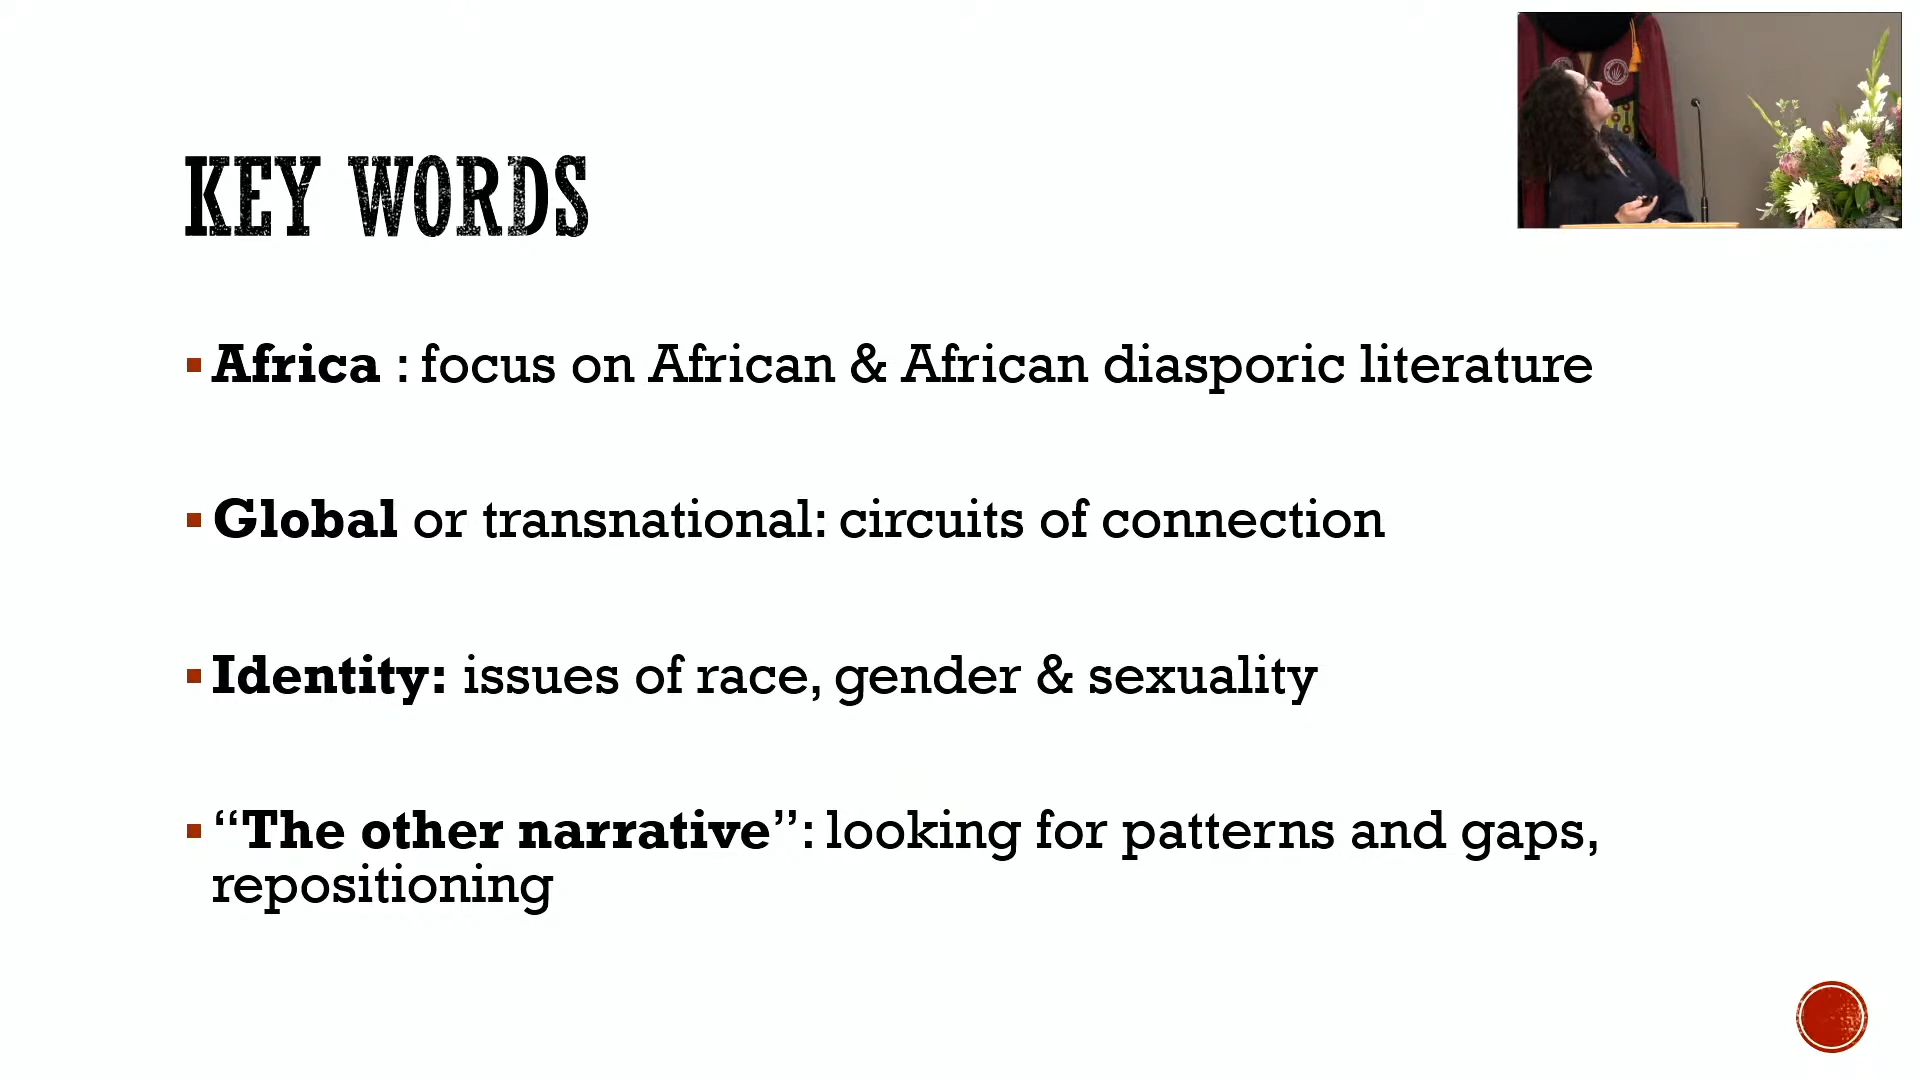 KEY WORDS
Africa : focus on African & African diasporic literature
Global or transnational: circuits of connection
Identity: issues of race, gender & sexuality
“The other narrative”: looking for patterns and gaps,
repositioning